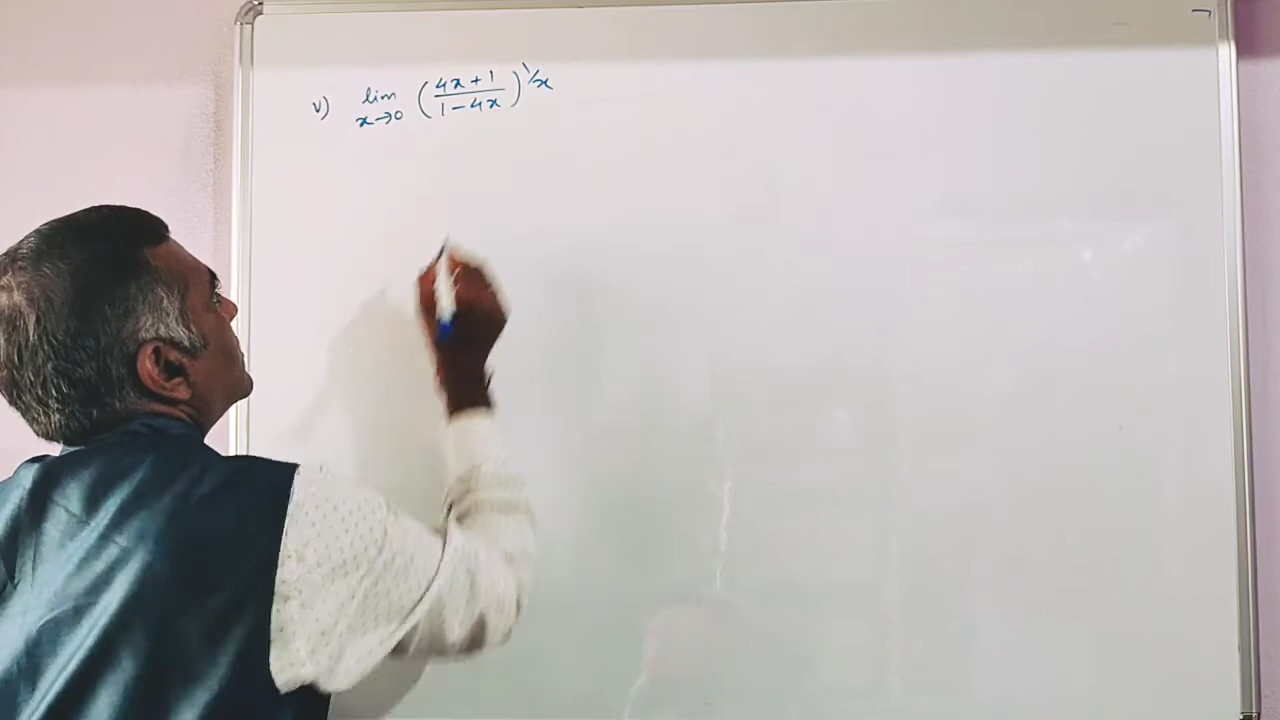 v) lim x→0 ( 4x+1 / 1-4x )^1/x